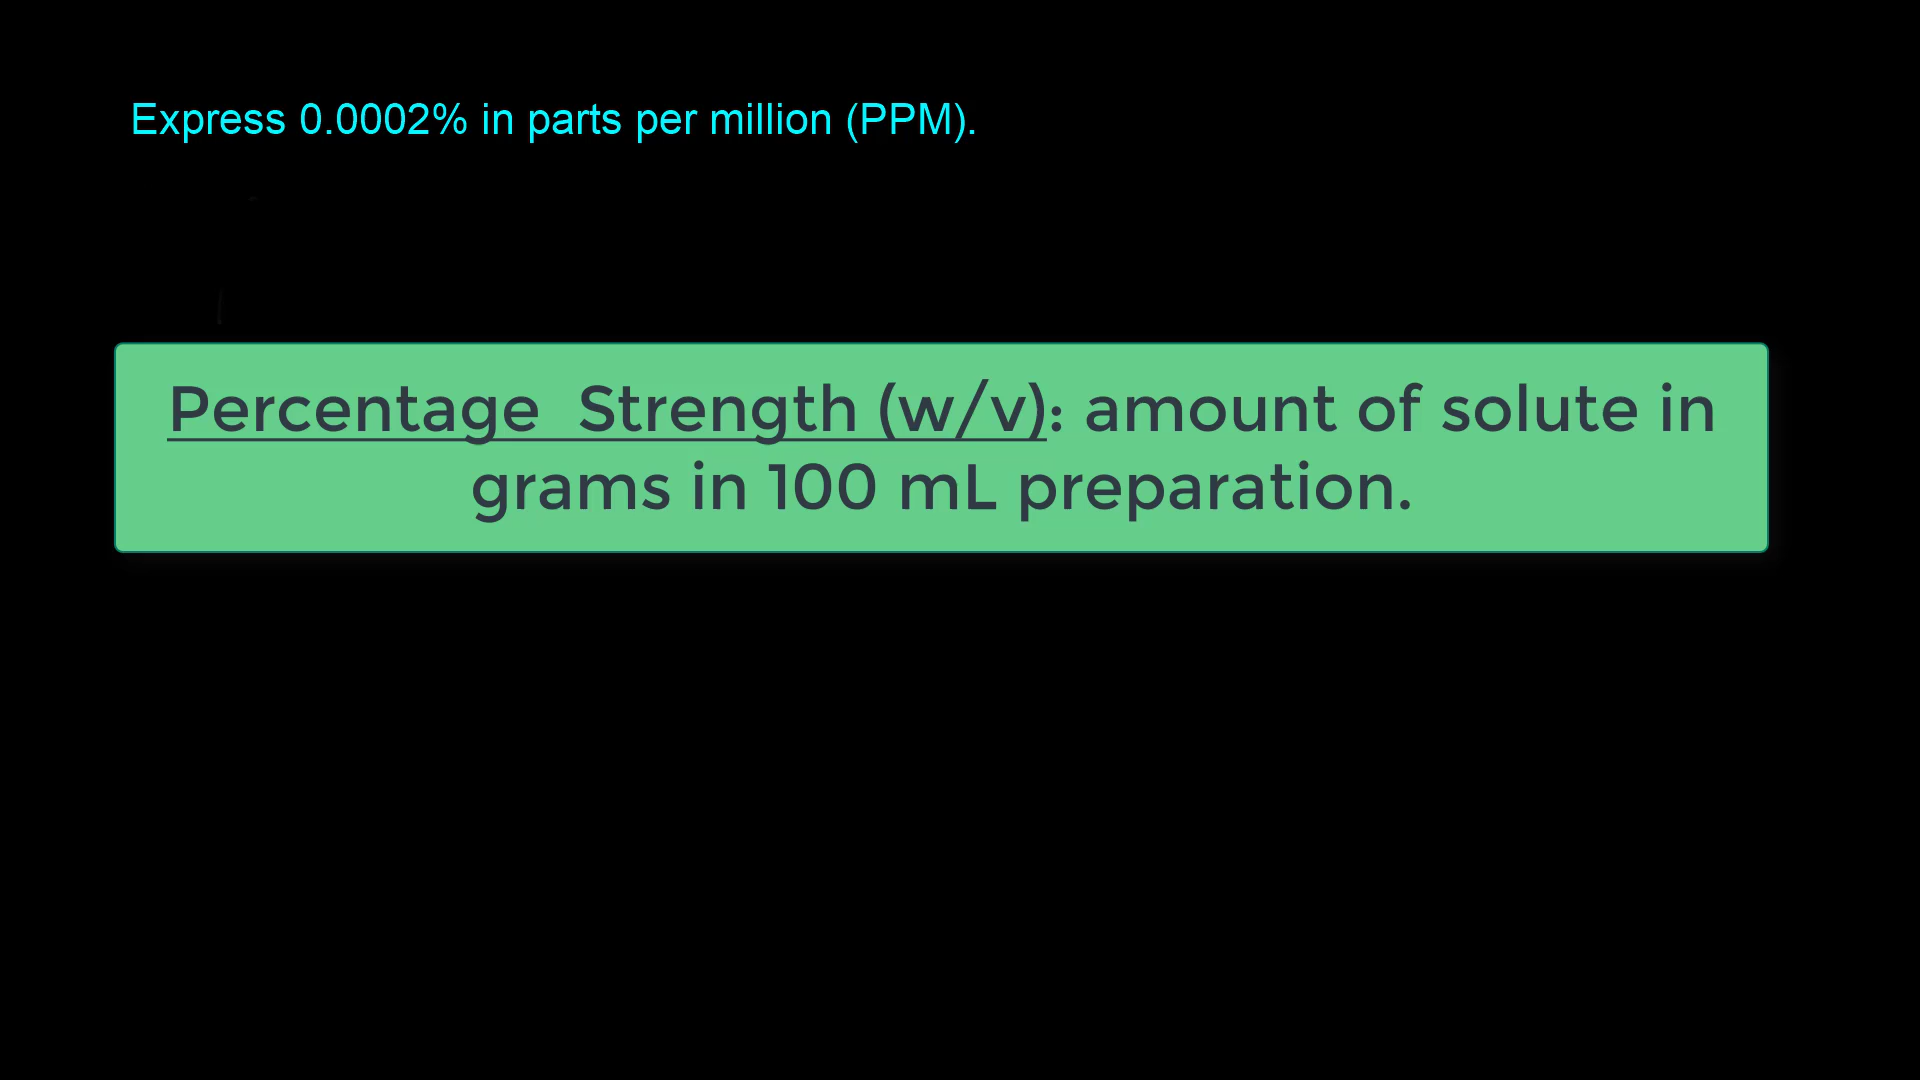 Express 0.0002% in parts per million (PPM).
Percentage Strength (w/v): amount of solute in
grams in 100 mL preparation.